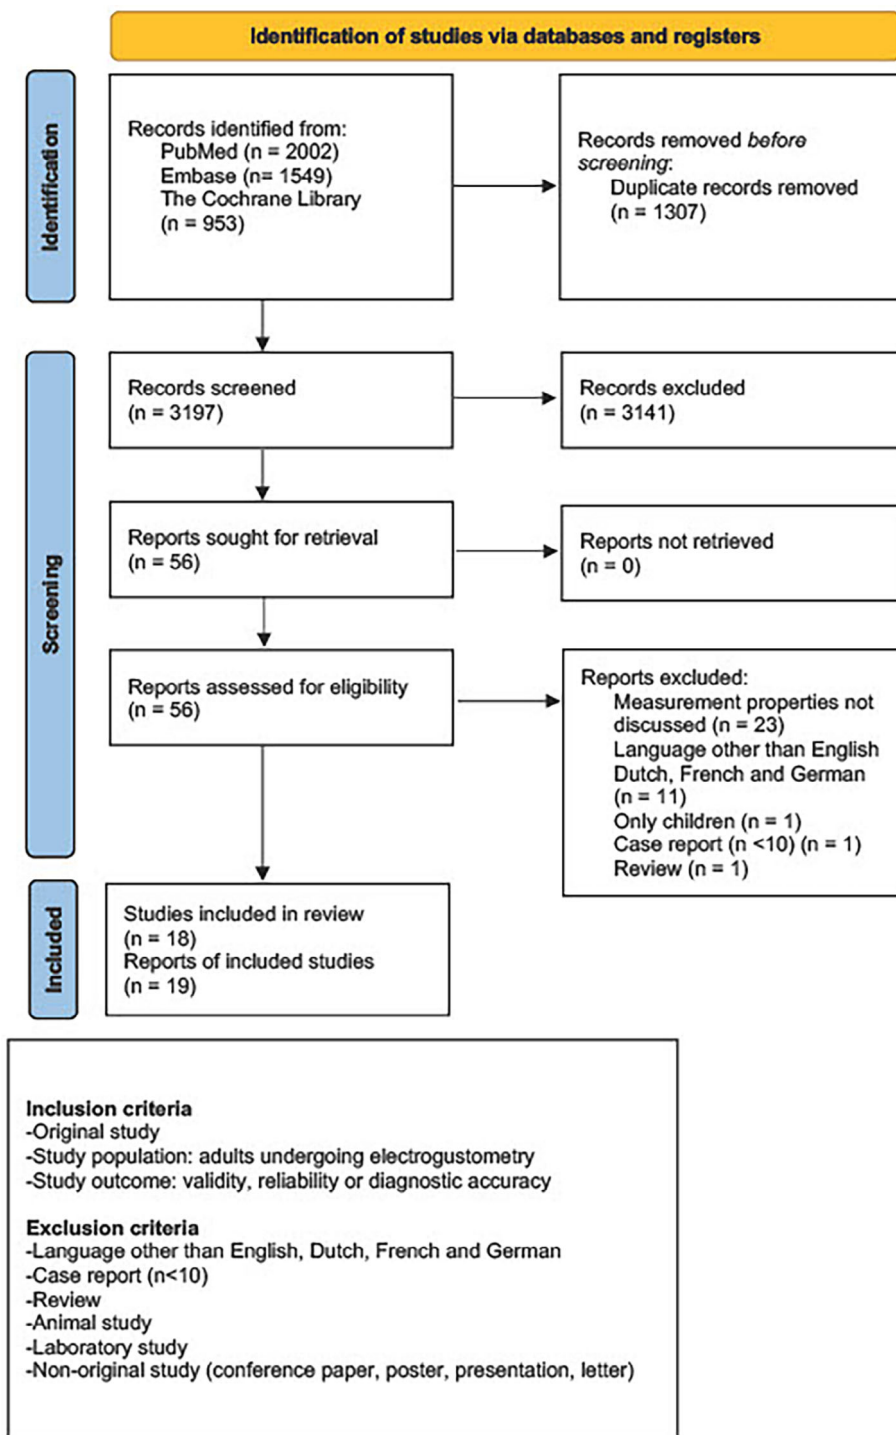 Identification of studies via databases and registers
Identification
Records identified from:
PubMed (n = 2002)
Embase (n= 1549)
The Cochrane Library
(n = 953)
Records removed before
screening:
Duplicate records removed
(n = 1307)
Screening
Records screened
(n = 3197)
Records excluded
(n = 3141)
Reports sought for retrieval
(n = 56)
Reports not retrieved
(n = 0)
Reports assessed for eligibility
(n = 56)
Reports excluded:
Measurement properties not
discussed (n = 23)
Language other than English
Dutch, French and German
(n = 11)
Only children (n = 1)
Case report (n <10) (n = 1)
Review (n = 1)
Included
Studies included in review
(n = 18)
Reports of included studies
(n = 19)
Inclusion criteria
-Original study
-Study population: adults undergoing electrogustometry
-Study outcome: validity, reliability or diagnostic accuracy
Exclusion criteria
-Language other than English, Dutch, French and German
-Case report (n<10)
-Review
-Animal study
-Laboratory study
-Non-original study (conference paper, poster, presentation, letter)